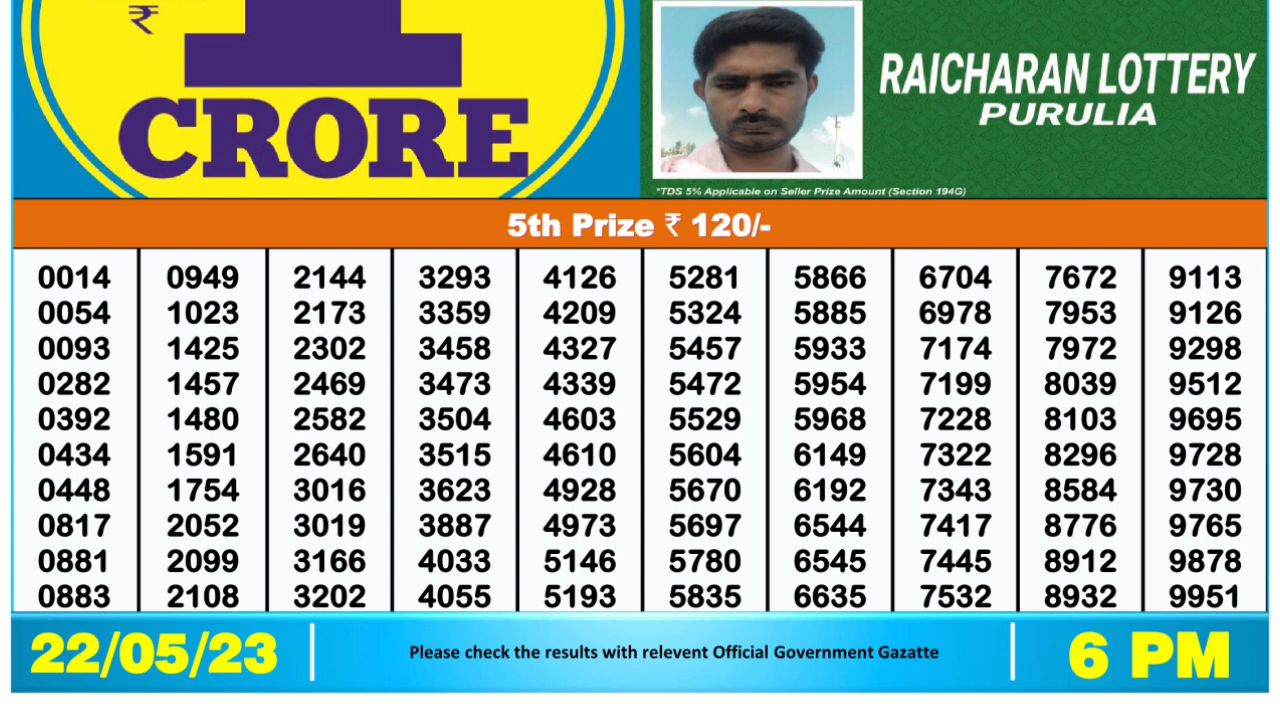 ₹
1
CRORE
RAICHARAN LOTTERY
PURULIA
*TDS 5% Applicable on Seller Prize Amount (Section 194G)
5th Prize ₹ 120/-
0014 0949 2144 3293 4126 5281 5866 6704 7672 9113
0054 1023 2173 3359 4209 5324 5885 6978 7953 9126
0093 1425 2302 3458 4327 5457 5933 7174 7972 9298
0282 1457 2469 3473 4339 5472 5954 7199 8039 9512
0392 1480 2582 3504 4603 5529 5968 7228 8103 9695
0434 1591 2640 3515 4610 5604 6149 7322 8296 9728
0448 1754 3016 3623 4928 5670 6192 7343 8584 9730
0817 2052 3019 3887 4973 5697 6544 7417 8776 9765
0881 2099 3166 4033 5146 5780 6545 7445 8912 9878
0883 2108 3202 4055 5193 5835 6635 7532 8932 9951
22/05/23 Please check the results with relevent Official Government Gazatte 6 PM